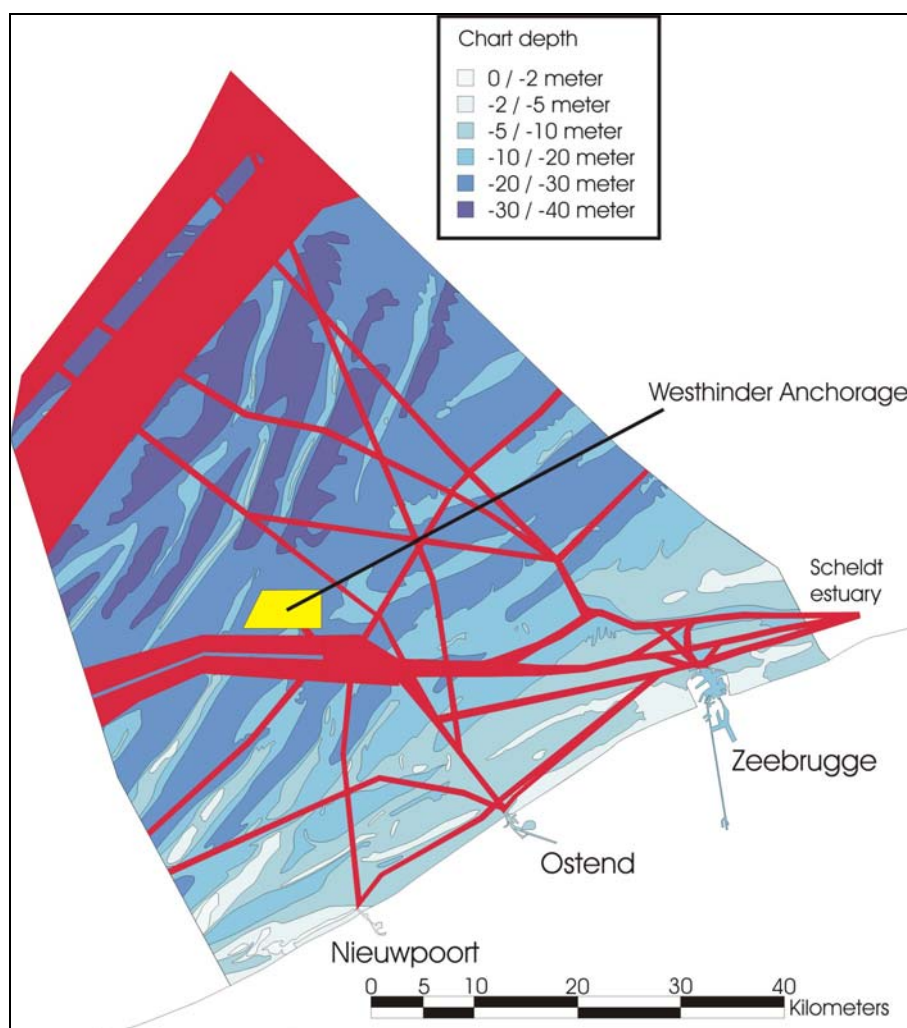 Chart depth
0 / -2 meter
-2 / -5 meter
-5 / -10 meter
-10 / -20 meter
-20 / -30 meter
-30 / -40 meter
Westhinder Anchorage
Scheldt
estuary
Zeebrugge
Ostend
Nieuwpoort
0 5 10 20 30 40
Kilometers